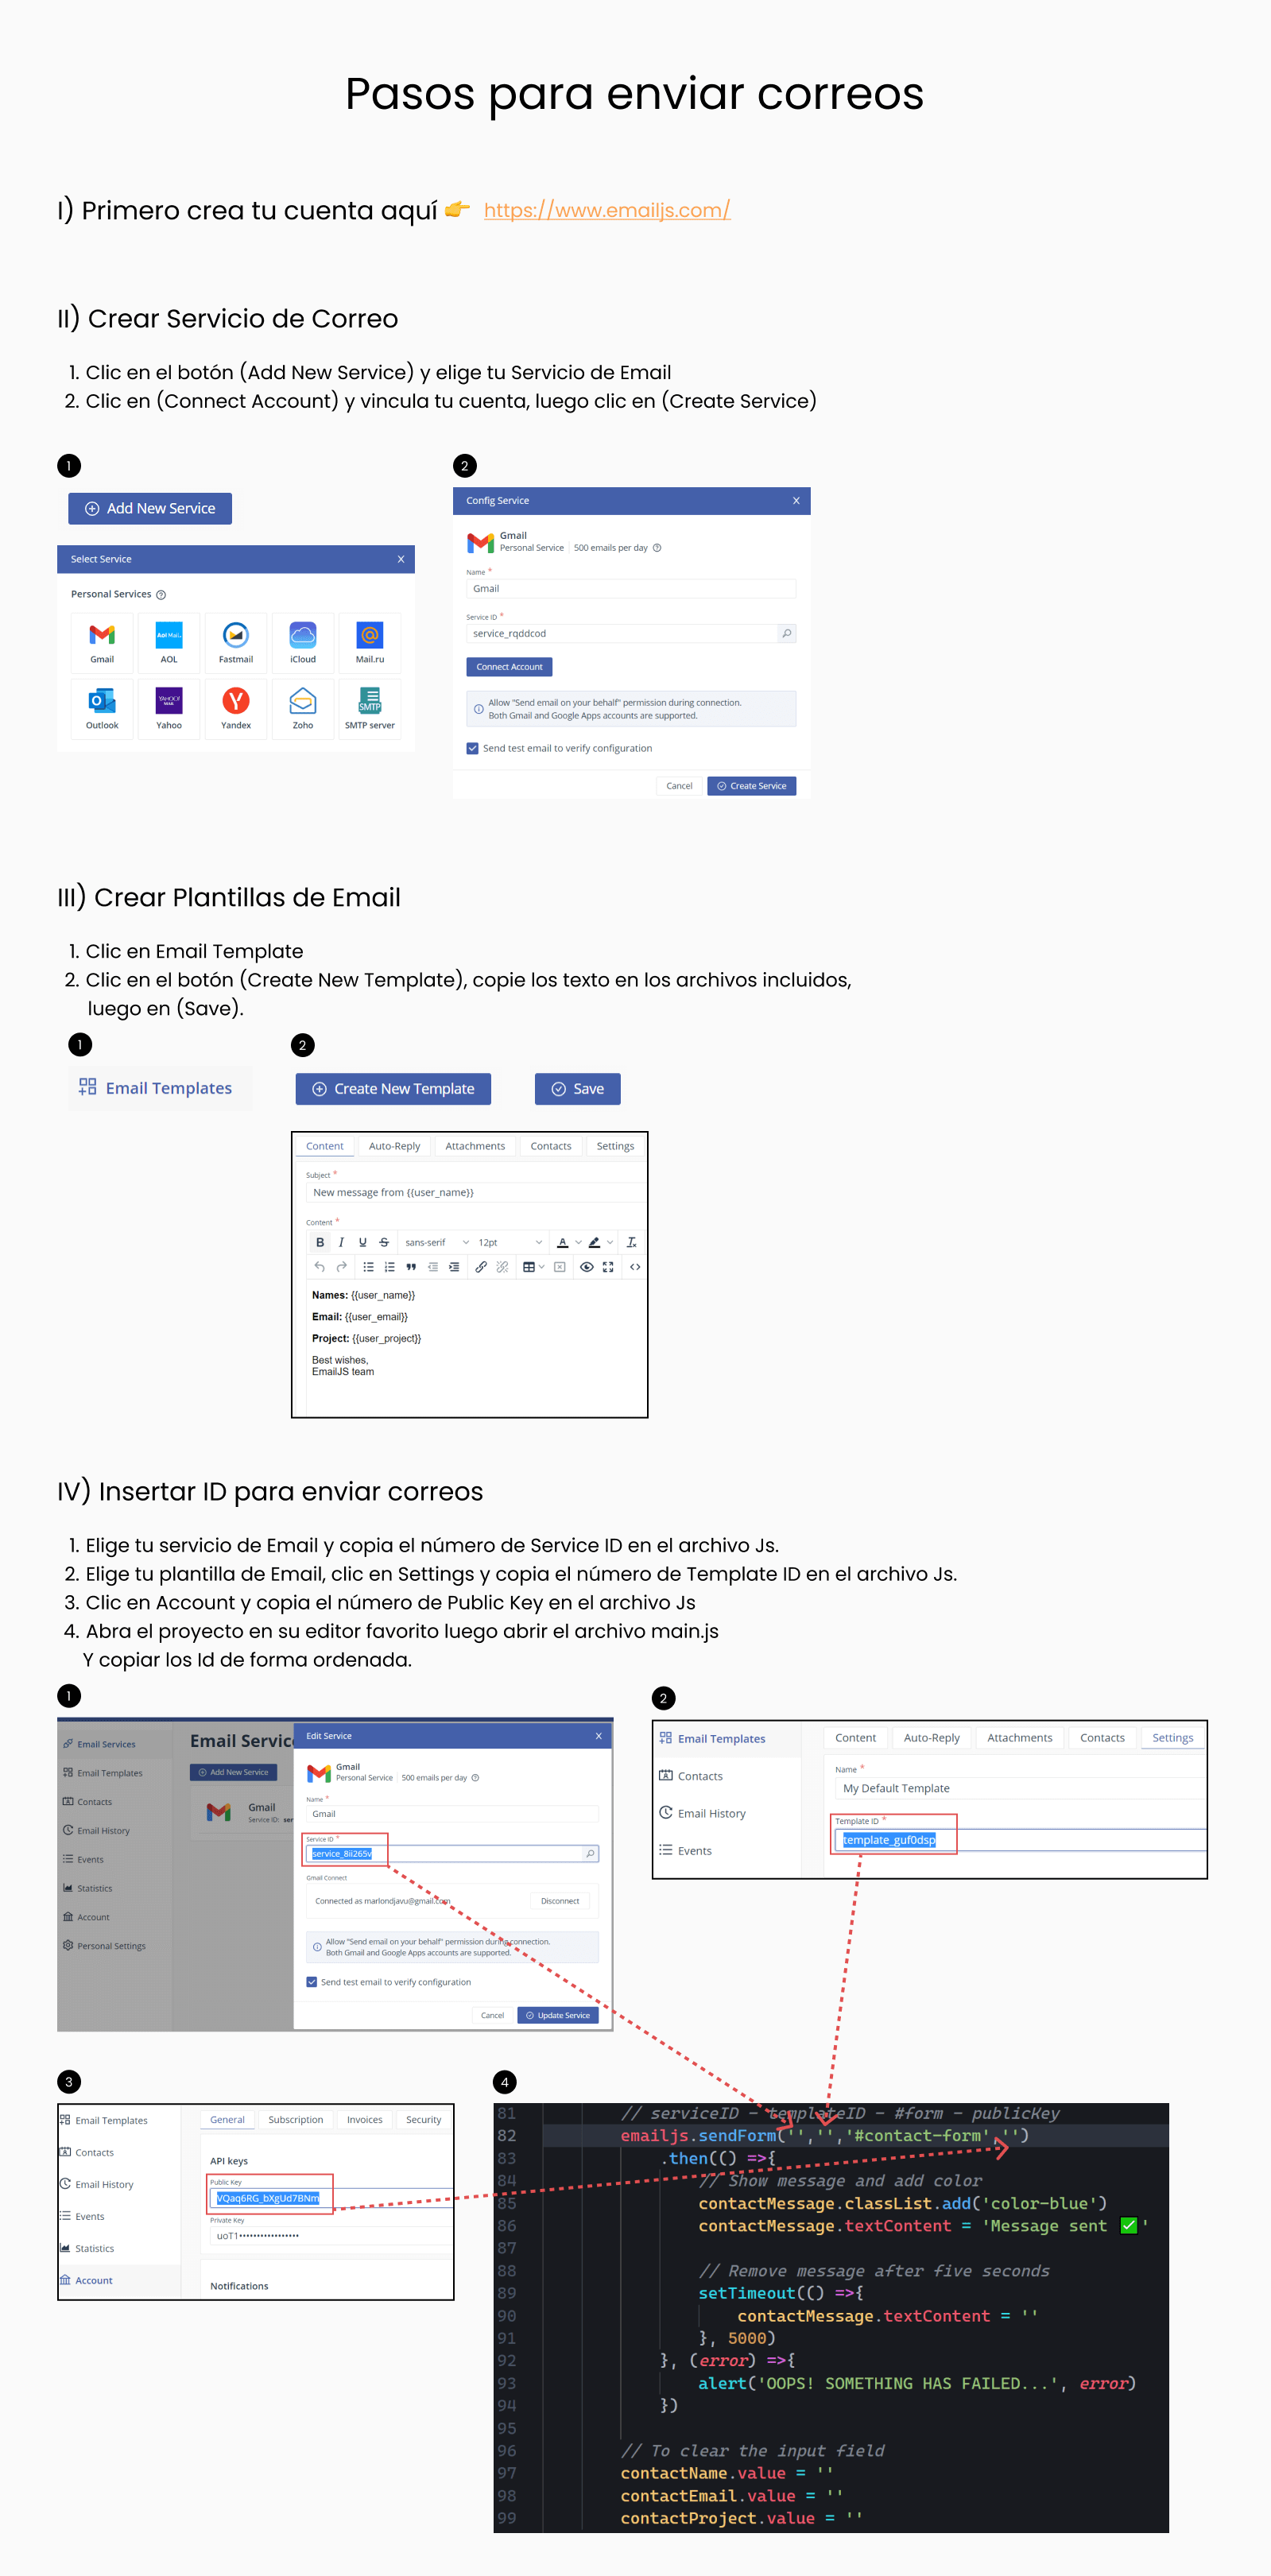 Pasos para enviar correos
I) Primero crea tu cuenta aquí 👉 https://www.emailjs.com/
II) Crear Servicio de Correo
1. Clic en el botón (Add New Service) y elige tu Servicio de Email
2. Clic en (Connect Account) y vincula tu cuenta, luego clic en (Create Service)
1
Add New Service
Select Service X
Personal Services ?
Gmail AOL Fastmail iCloud Mail.ru
Outlook Yahoo Yandex Zoho SMTP server
2
Config Service X
Gmail
Personal Service 500 emails per day ?
Name *
Gmail
Service ID *
service_rqddcod
Connect Account
Allow "Send email on your behalf" permission during connection.
Both Gmail and Google Apps accounts are supported.
Send test email to verify configuration
Cancel Create Service
III) Crear Plantillas de Email
1. Clic en Email Template
2. Clic en el botón (Create New Template), copie los texto en los archivos incluidos,
luego en (Save).
1
Email Templates
2
Create New Template Save
Content Auto-Reply Attachments Contacts Settings
Subject *
New message from {{user_name}}
Content *
B I U S sans-serif 12pt A
Names: {{user_name}}
Email: {{user_email}}
Project: {{user_project}}
Best wishes,
EmailJS team
IV) Insertar ID para enviar correos
1. Elige tu servicio de Email y copia el número de Service ID en el archivo Js.
2. Elige tu plantilla de Email, clic en Settings y copia el número de Template ID en el archivo Js.
3. Clic en Account y copia el número de Public Key en el archivo Js
4. Abra el proyecto en su editor favorito luego abrir el archivo main.js
Y copiar los Id de forma ordenada.
1
Email Services
Email Templates
Contacts
Email History
Events
Statistics
Account
Personal Settings
Email Servic
Add New Service
Gmail
Service ID: ser
Edit Service X
Gmail
Personal Service 500 emails per day ?
Name *
Gmail
Service ID *
service_8ii265v
Gmail Connect
Connected as marlondjavu@gmail.com Disconnect
Allow "Send email on your behalf" permission during connection.
Both Gmail and Google Apps accounts are supported.
Send test email to verify configuration
Cancel Update Service
2
Email Templates
Contacts
Email History
Events
Content Auto-Reply Attachments Contacts Settings
Name *
My Default Template
Template ID *
template_guf0dsp
3
Email Templates
Contacts
Email History
Events
Statistics
Account
General Subscription Invoices Security
API keys
Public Key
VQaq6RG_bXgUd7BNm
Private Key
uoT1•••••••••••••••••
Notifications
4
81 // serviceID - templateID - #form - publicKey
82 emailjs.sendForm('','','#contact-form','')
83 .then(() =>{
84 // Show message and add color
85 contactMessage.classList.add('color-blue')
86 contactMessage.textContent = 'Message sent ✅'
87
88 // Remove message after five seconds
89 setTimeout(() =>{
90 contactMessage.textContent = ''
91 }, 5000)
92 }, (error) =>{
93 alert('OOPS! SOMETHING HAS FAILED...', error)
94 })
95
96 // To clear the input field
97 contactName.value = ''
98 contactEmail.value = ''
99 contactProject.value = ''